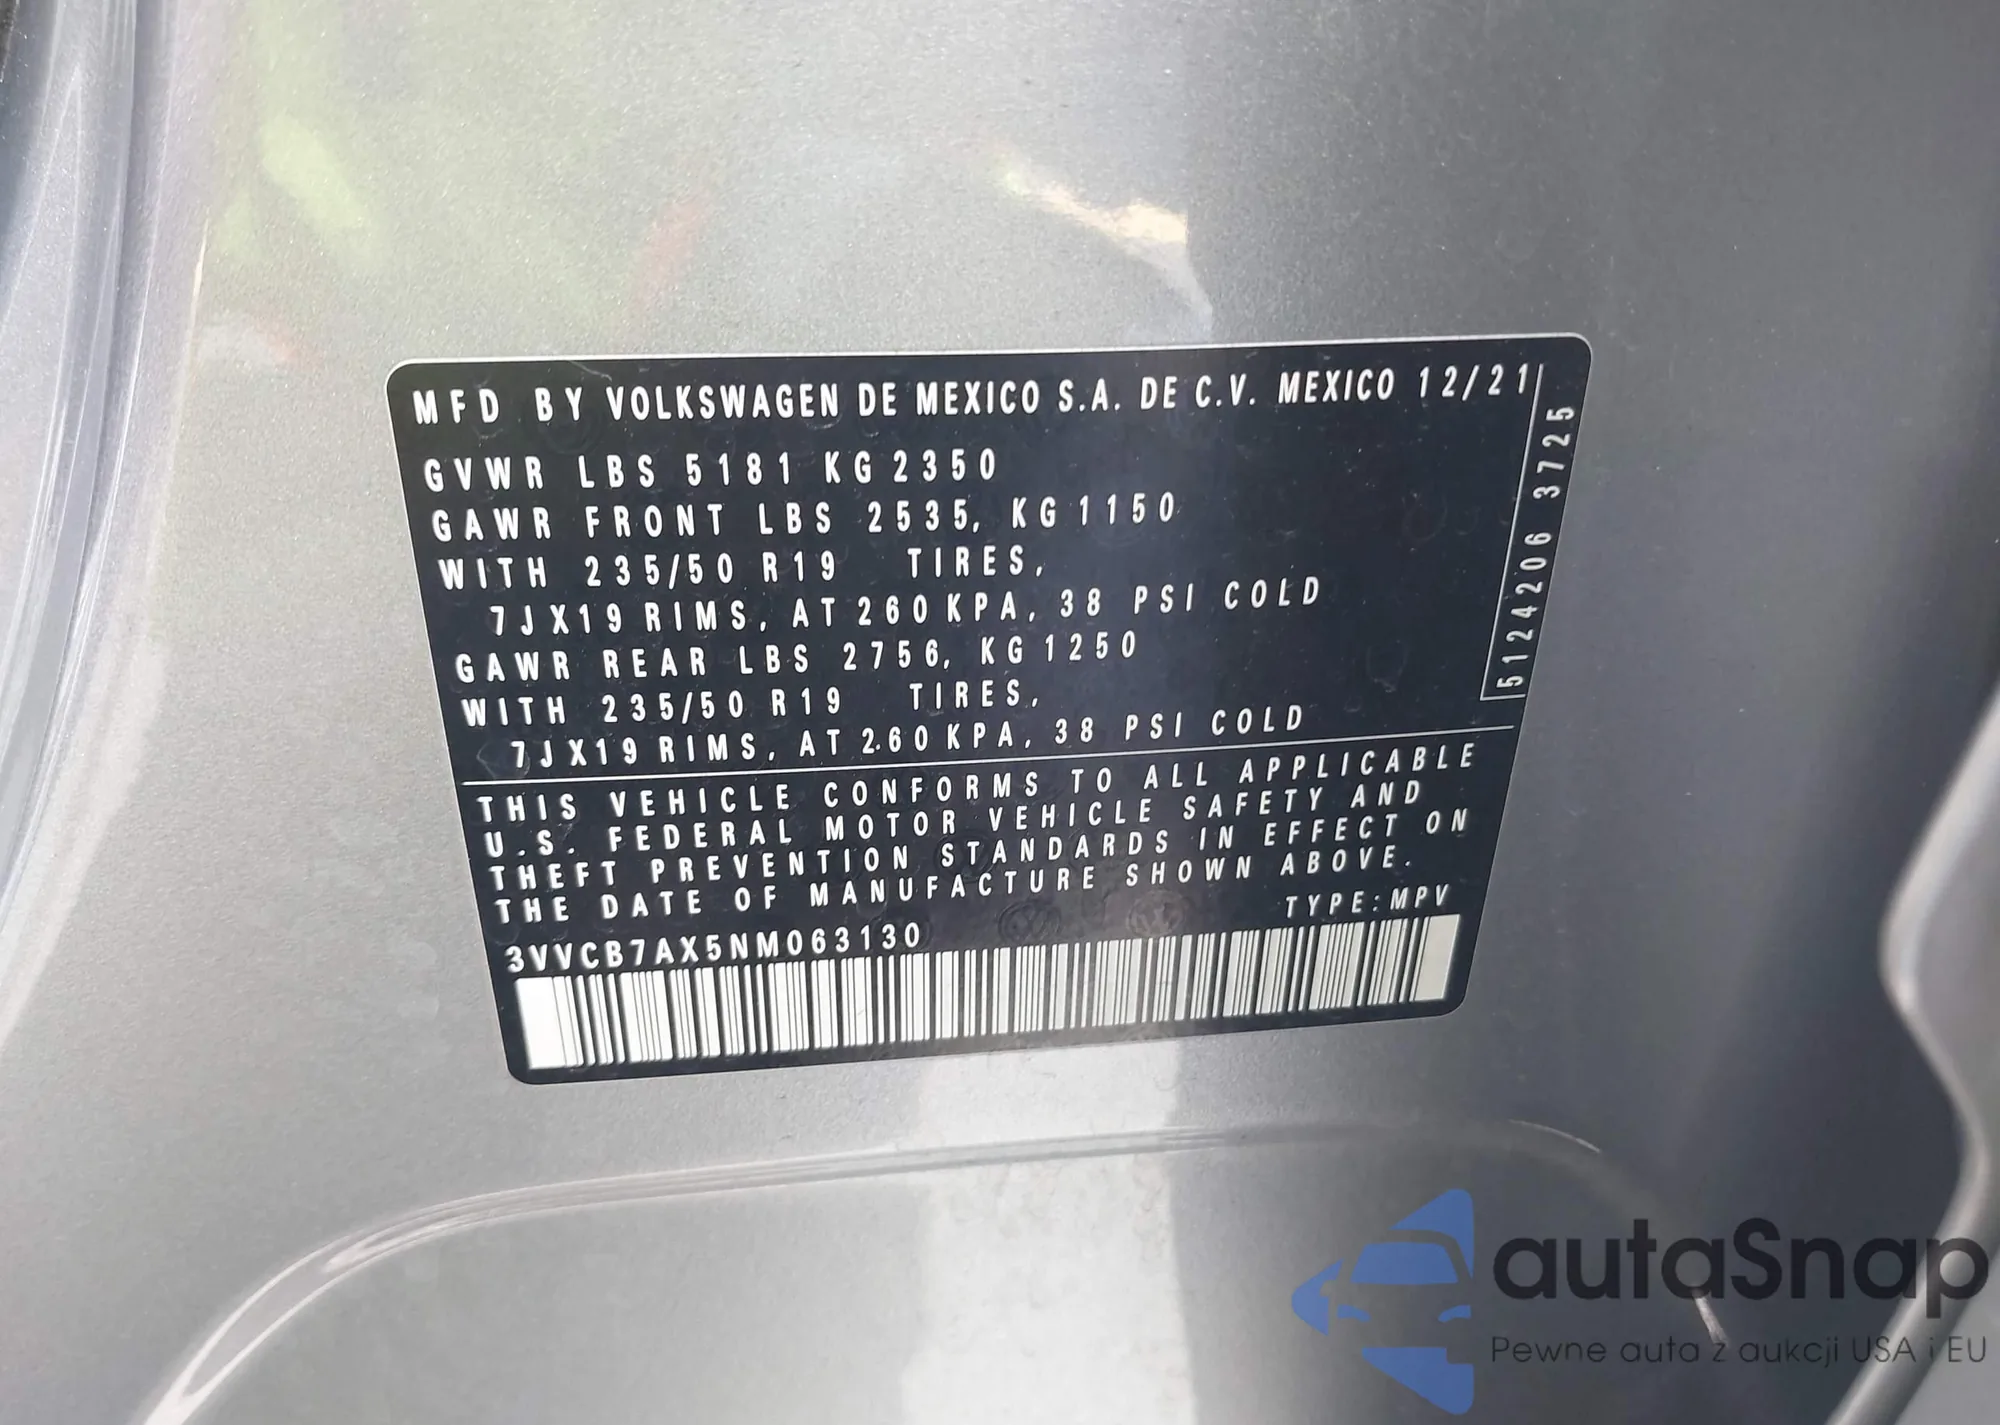 MFD BY VOLKSWAGEN DE MEXICO S.A. DE C.V. MEXICO 12/21
GVWR LBS 5181 KG 2350
GAWR FRONT LBS 2535, KG 1150
WITH 235/50 R19 TIRES,
7JX19 RIMS, AT 260 KPA, 38 PSI COLD
GAWR REAR LBS 2756, KG 1250
WITH 235/50 R19 TIRES,
7JX19 RIMS, AT 260 KPA, 38 PSI COLD
5124206 3725
THIS VEHICLE CONFORMS TO ALL APPLICABLE
U.S. FEDERAL MOTOR VEHICLE SAFETY AND
THEFT PREVENTION STANDARDS IN EFFECT ON
THE DATE OF MANUFACTURE SHOWN ABOVE.
TYPE: MPV
3VVCB7AX5NM063130
autaSnap
Pewne auta z aukcji USA i EU